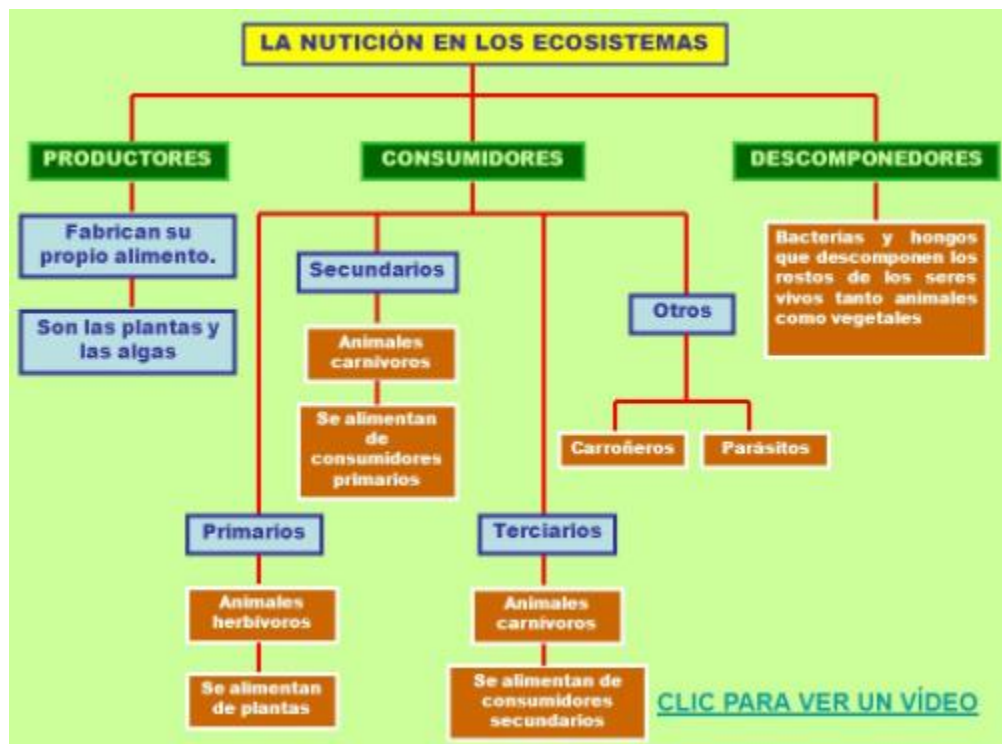 LA NUTICIÓN EN LOS ECOSISTEMAS
PRODUCTORES
CONSUMIDORES
DESCOMPONEDORES
Fabrican su
propio alimento.
Son las plantas y
las algas
Secundarios
Animales
carnívoros
Se alimentan
de
consumidores
primarios
Otros
Carroñeros
Parásitos
Bacterias y hongos
que descomponen los
restos de los seres
vivos tanto animales
como vegetales
Primarios
Animales
herbívoros
Se alimentan
de plantas
Terciarios
Animales
carnívoros
Se alimentan de
consumidores
secundarios
CLIC PARA VER UN VÍDEO